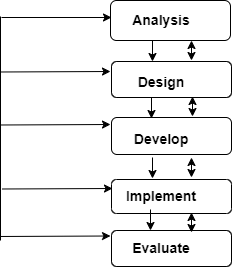 Analysis
Design
Develop
Implement
Evaluate